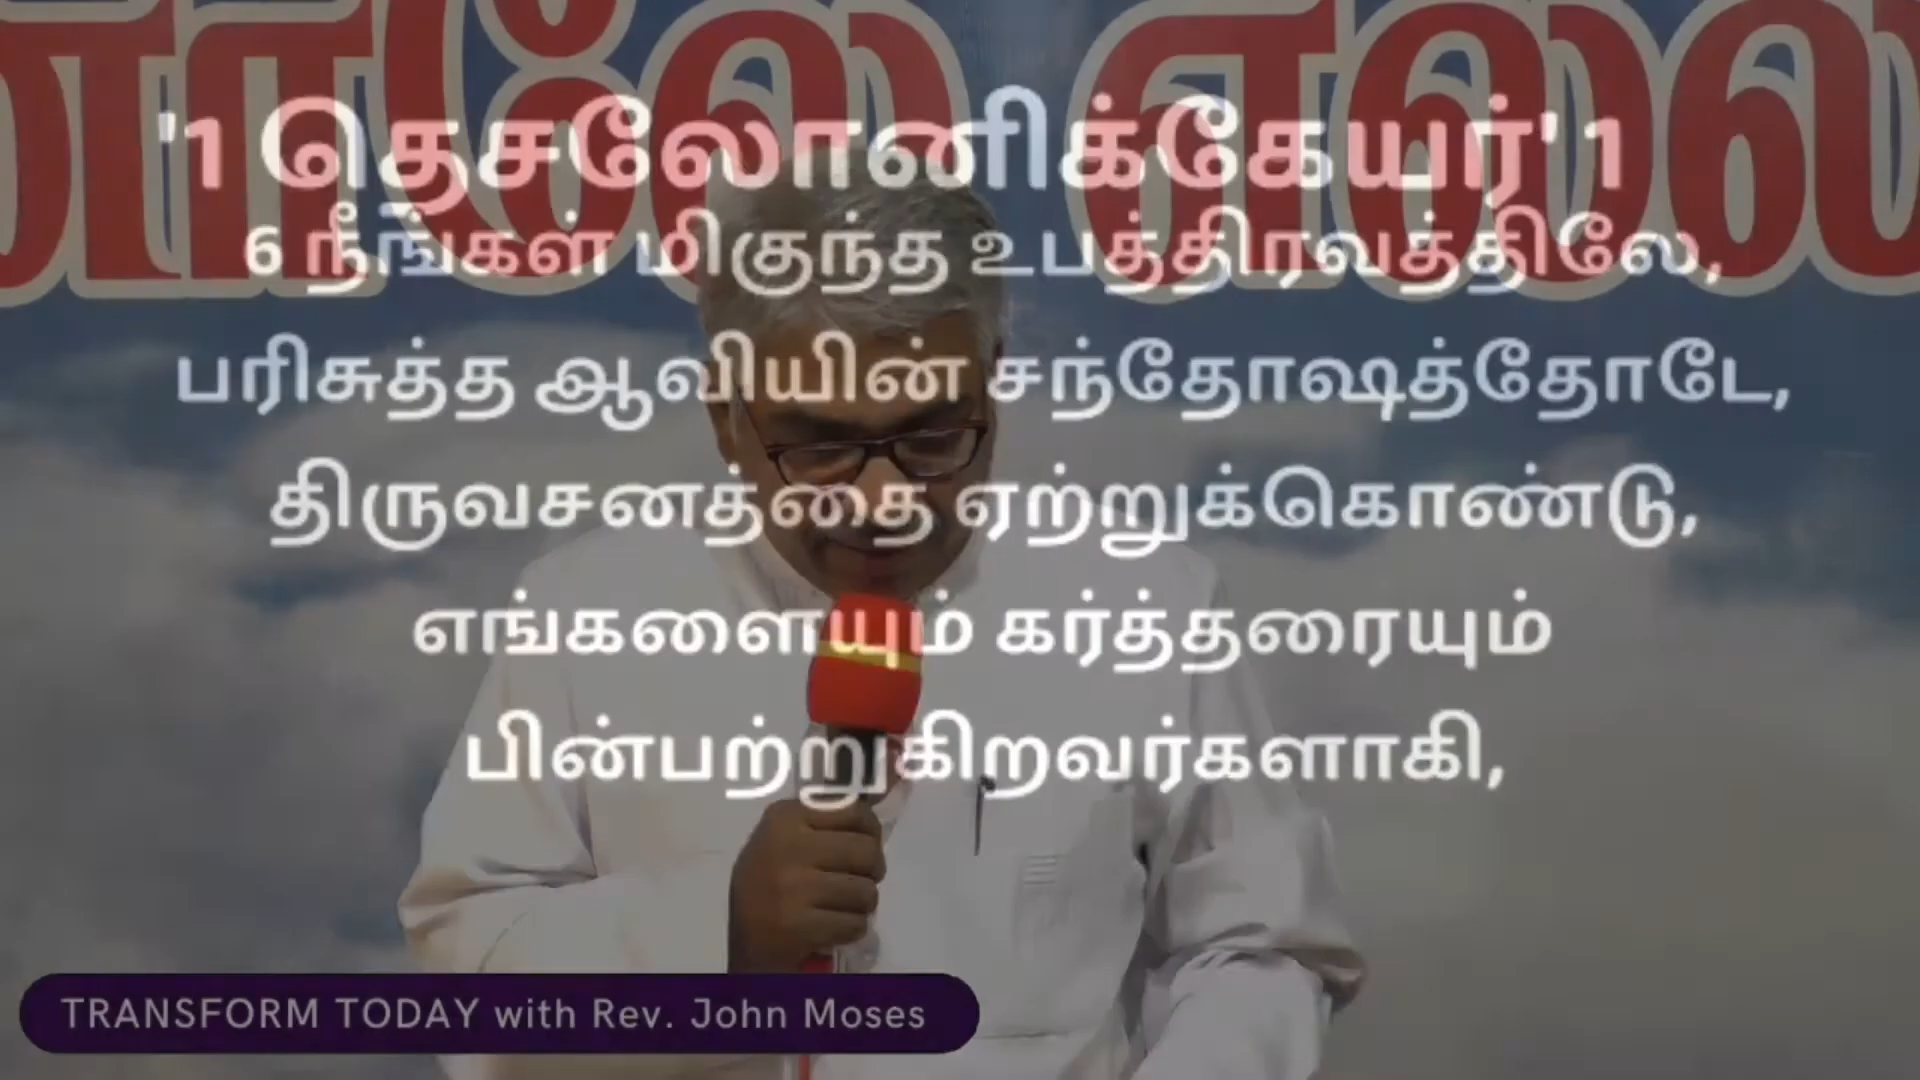 னாலே எல்ல
'1 தெசலோனிக்கேயர்' 1
6 நீங்கள் மிகுந்த உபத்திரவத்திலே,
பரிசுத்த ஆவியின் சந்தோஷத்தோடே,
திருவசனத்தை ஏற்றுக்கொண்டு,
எங்களையும் கர்த்தரையும்
பின்பற்றுகிறவர்களாகி,
TRANSFORM TODAY with Rev. John Moses